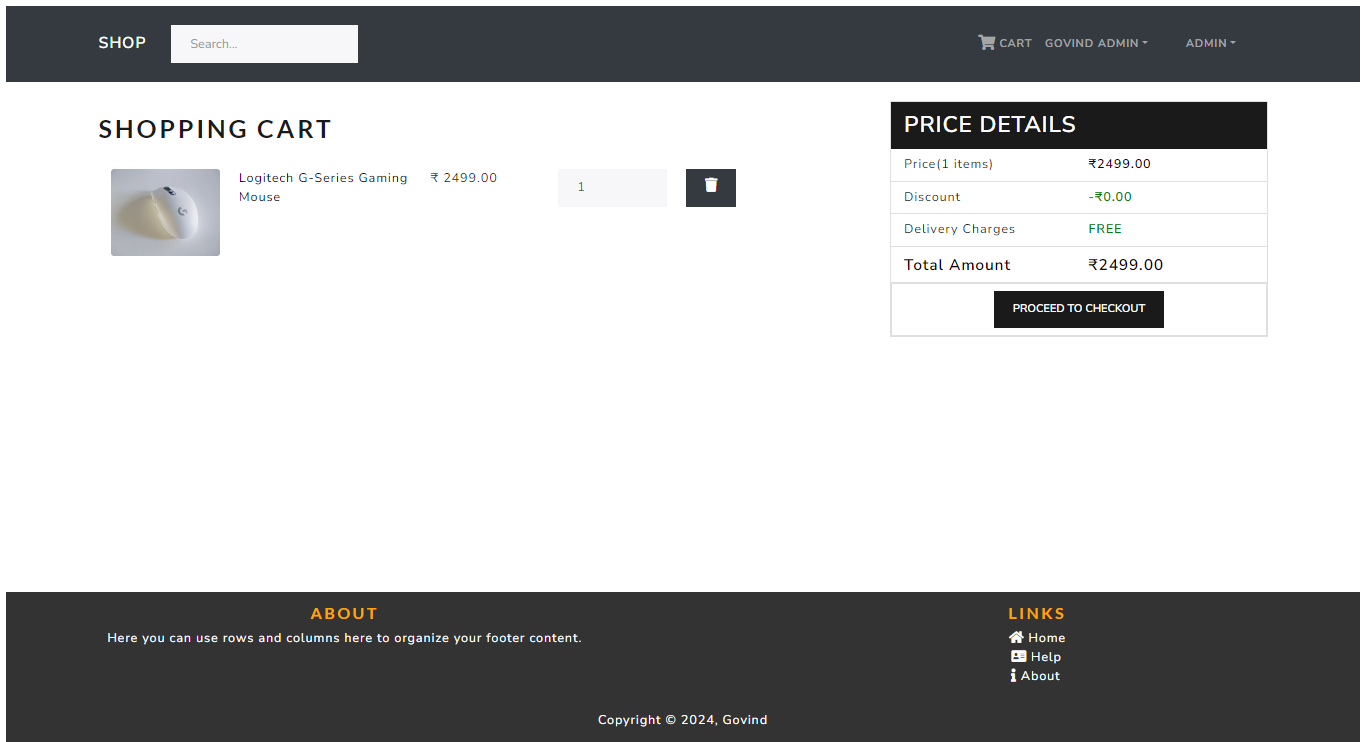 SHOP
Search...
CART
GOVIND ADMIN
ADMIN
SHOPPING CART
Logitech G-Series Gaming
Mouse
₹ 2499.00
1
PRICE DETAILS
Price(1 items) ₹2499.00
Discount -₹0.00
Delivery Charges FREE
Total Amount ₹2499.00
PROCEED TO CHECKOUT
ABOUT
Here you can use rows and columns here to organize your footer content.
LINKS
Home
Help
About
Copyright © 2024, Govind